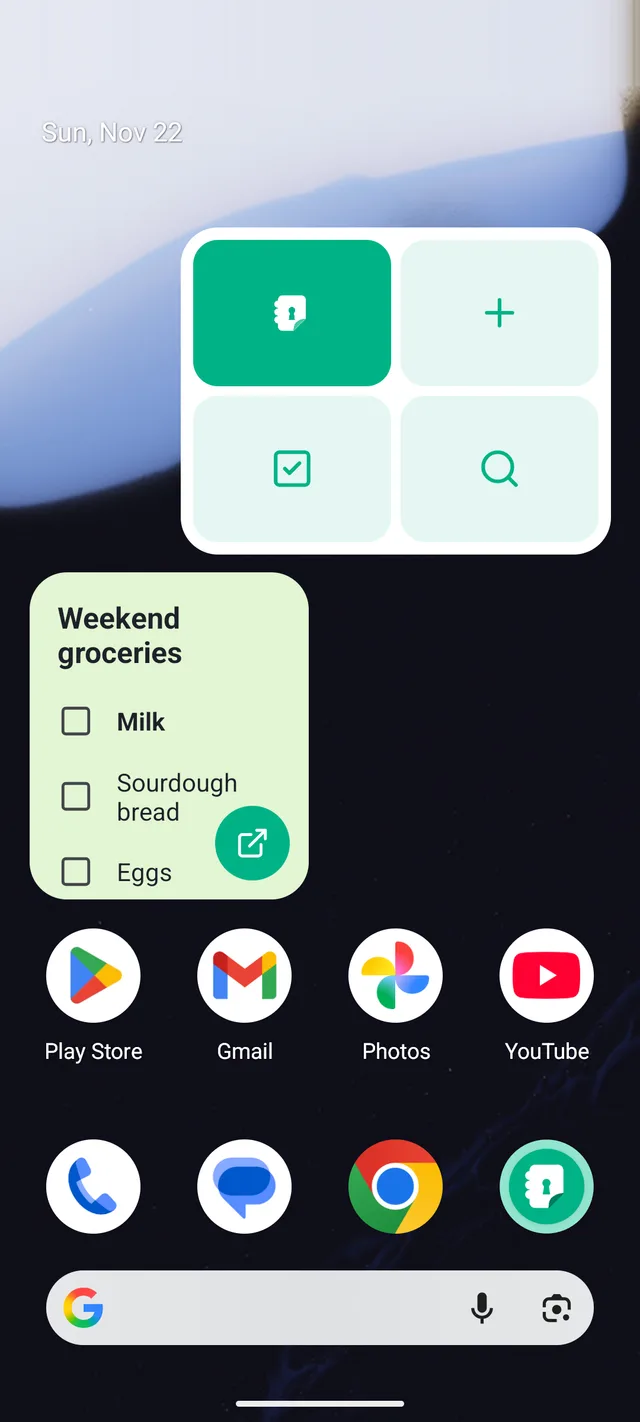 Sun, Nov 22
Weekend
groceries
Milk
Sourdough
bread
Eggs
Play Store
Gmail
Photos
YouTube